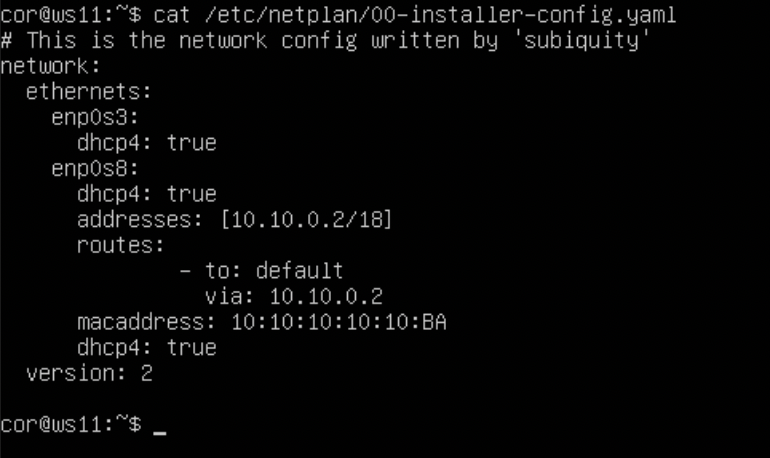 cor@ws11:~$ cat /etc/netplan/00-installer-config.yaml
# This is the network config written by 'subiquity'
network:
  ethernets:
    enp0s3:
      dhcp4: true
    enp0s8:
      dhcp4: true
      addresses: [10.10.0.2/18]
      routes:
              - to: default
                via: 10.10.0.2
      macaddress: 10:10:10:10:10:BA
      dhcp4: true
  version: 2

cor@ws11:~$ _